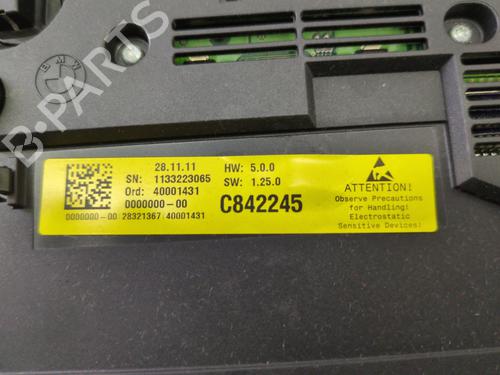 BMW
B-PARTS
28.11.11
HW: 5.0.0
SN: 1133223065
SW: 1.25.0
Ord: 40001431
0000000-00
C842245
0000000-00 28321367 40001431
ATTENTION!
Observe Precautions
for Handling!
Electrostatic
Sensitive Devices!